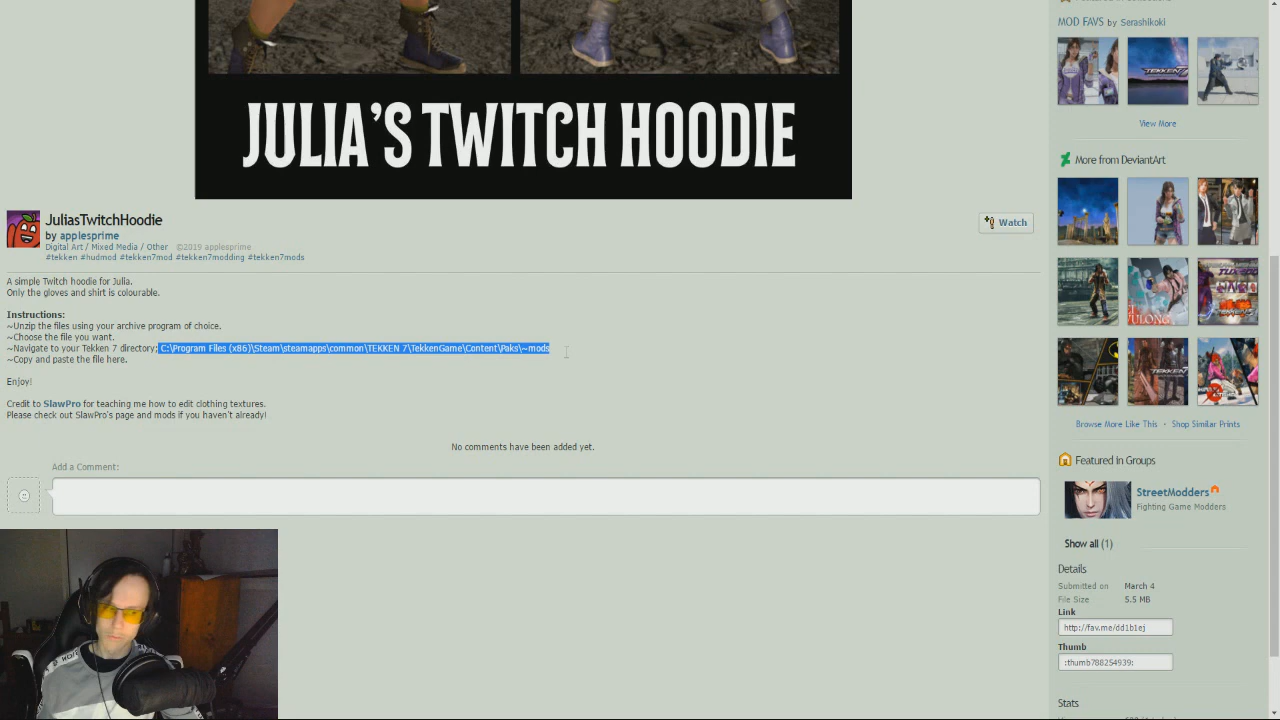 JULIA'S TWITCH HOODIE
JuliasTwitchHoodie
by applesprime
Digital Art / Mixed Media / Other ©2019 applesprime
#tekken #hudmod #tekken7mod #tekken7modding #tekken7mods
Watch
A simple Twitch hoodie for Julia.
Only the gloves and shirt is colourable.
Instructions:
~Unzip the files using your archive program of choice.
~Choose the file you want.
~Navigate to your Tekken 7 directory; C:\Program Files (x86)\Steam\steamapps\common\TEKKEN 7\TekkenGame\Content\Paks\~mods
~Copy and paste the file here.
Enjoy!
Credit to SlawPro for teaching me how to edit clothing textures.
Please check out SlawPro's page and mods if you haven't already!
No comments have been added yet.
Add a Comment:
MOD FAVS by Serashikoki
TEKKEN 7
View More
More from DeviantArt
Browse More Like This · Shop Similar Prints
Featured in Groups
StreetModders
Fighting Game Modders
Show all (1)
Details
Submitted on March 4
File Size 5.5 MB
Link
http://fav.me/dd1b1ej
Thumb
:thumb788254939:
Stats